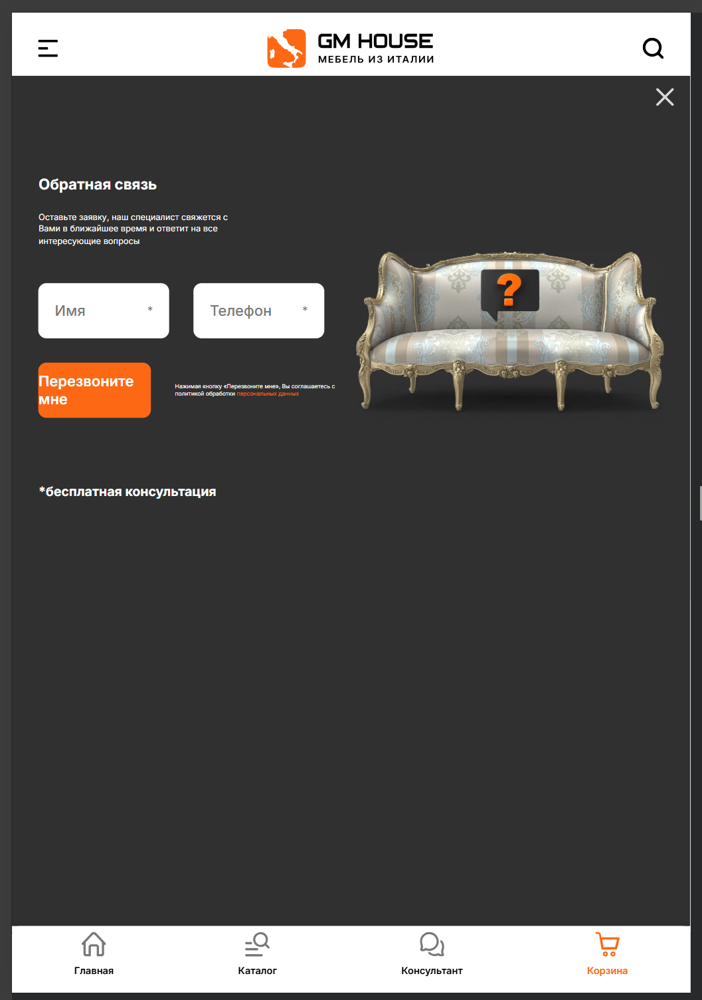 GM HOUSE
МЕБЕЛЬ ИЗ ИТАЛИИ
Обратная связь
Оставьте заявку, наш специалист свяжется с
Вами в ближайшее время и ответит на все
интересующие вопросы
Имя *
Телефон *
?
Перезвоните
мне
Нажимая кнопку «Перезвоните мне», Вы соглашаетесь с
политикой обработки персональных данных
*бесплатная консультация
Главная
Каталог
Консультант
Корзина